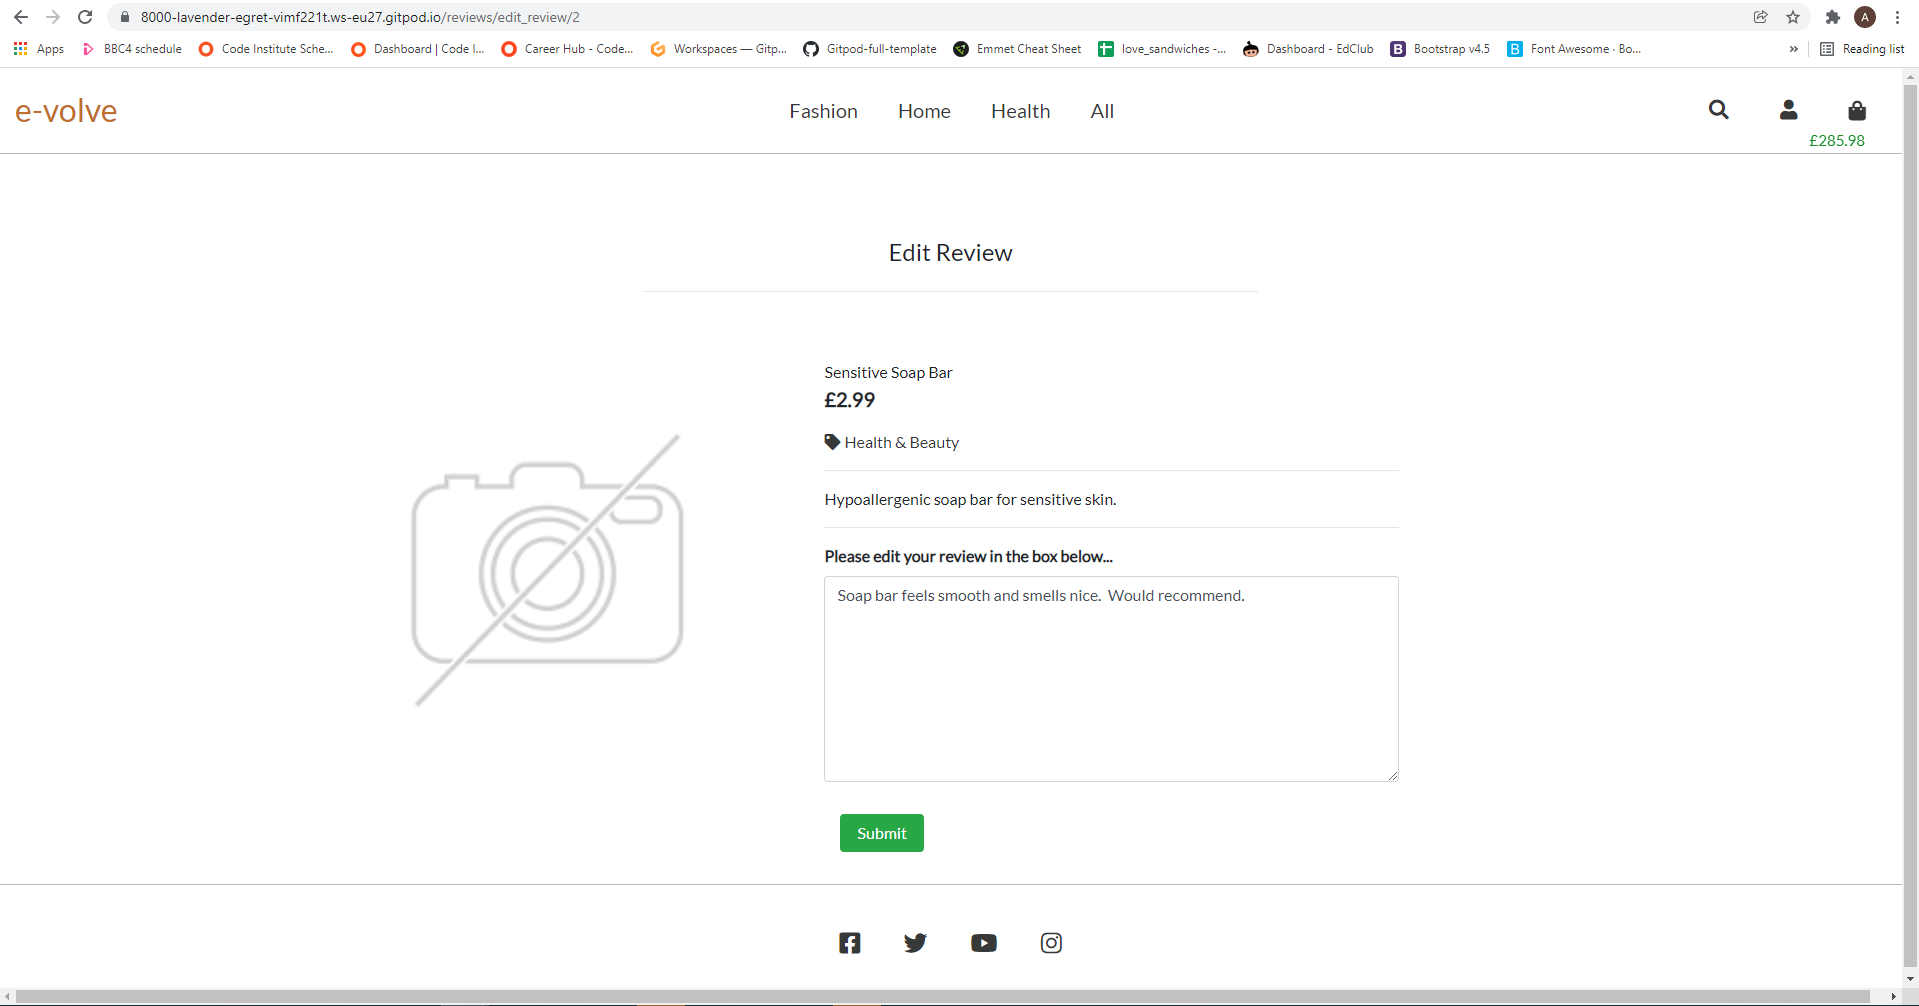 8000-lavender-egret-vimf221t.ws-eu27.gitpod.io/reviews/edit_review/2
A
Apps BBC4 schedule Code Institute Sche... Dashboard | Code I... Career Hub - Code... Workspaces — Gitp... Gitpod-full-template Emmet Cheat Sheet love_sandwiches -... Dashboard - EdClub B Bootstrap v4.5 B Font Awesome · Bo... » Reading list
e-volve Fashion Home Health All
£285.98
Edit Review
Sensitive Soap Bar
£2.99
Health & Beauty
Hypoallergenic soap bar for sensitive skin.
Please edit your review in the box below...
Soap bar feels smooth and smells nice.  Would recommend.
Submit